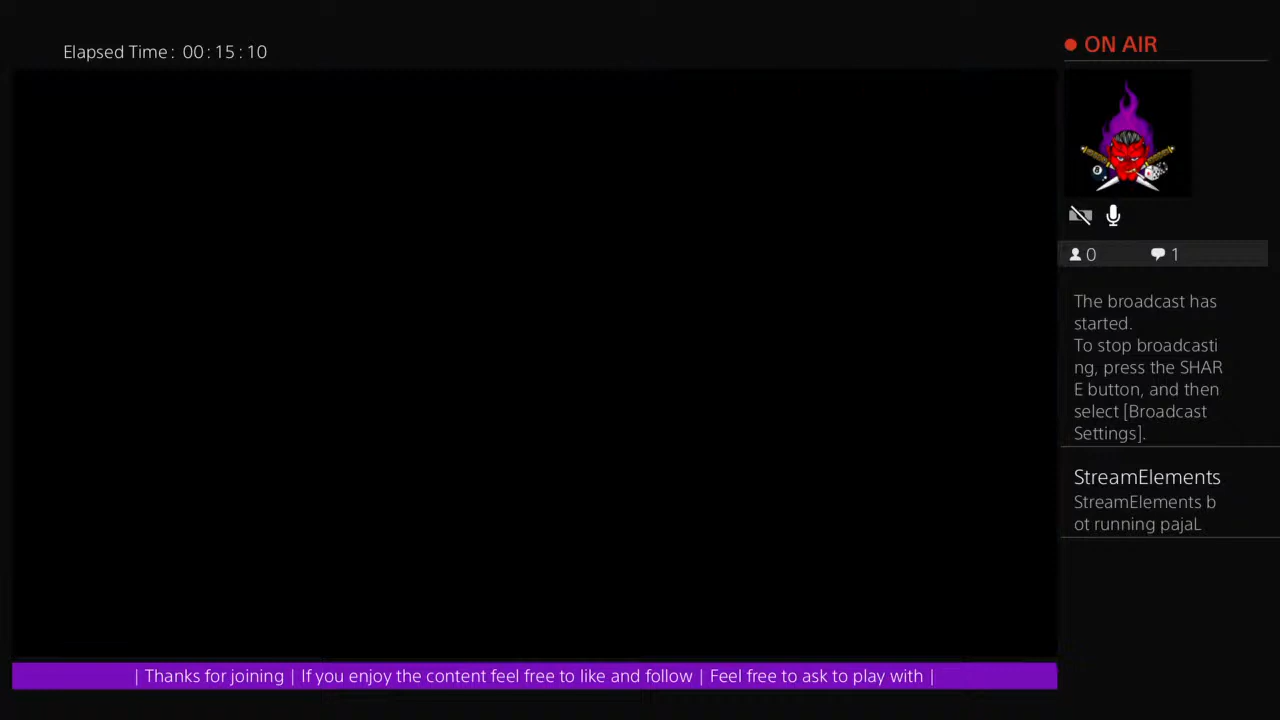 Elapsed Time: 00:15:10
ON AIR
0 1
The broadcast has
started.
To stop broadcasti
ng, press the SHAR
E button, and then
select [Broadcast
Settings].
StreamElements
StreamElements b
ot running pajaL
| Thanks for joining | If you enjoy the content feel free to like and follow | Feel free to ask to play with |